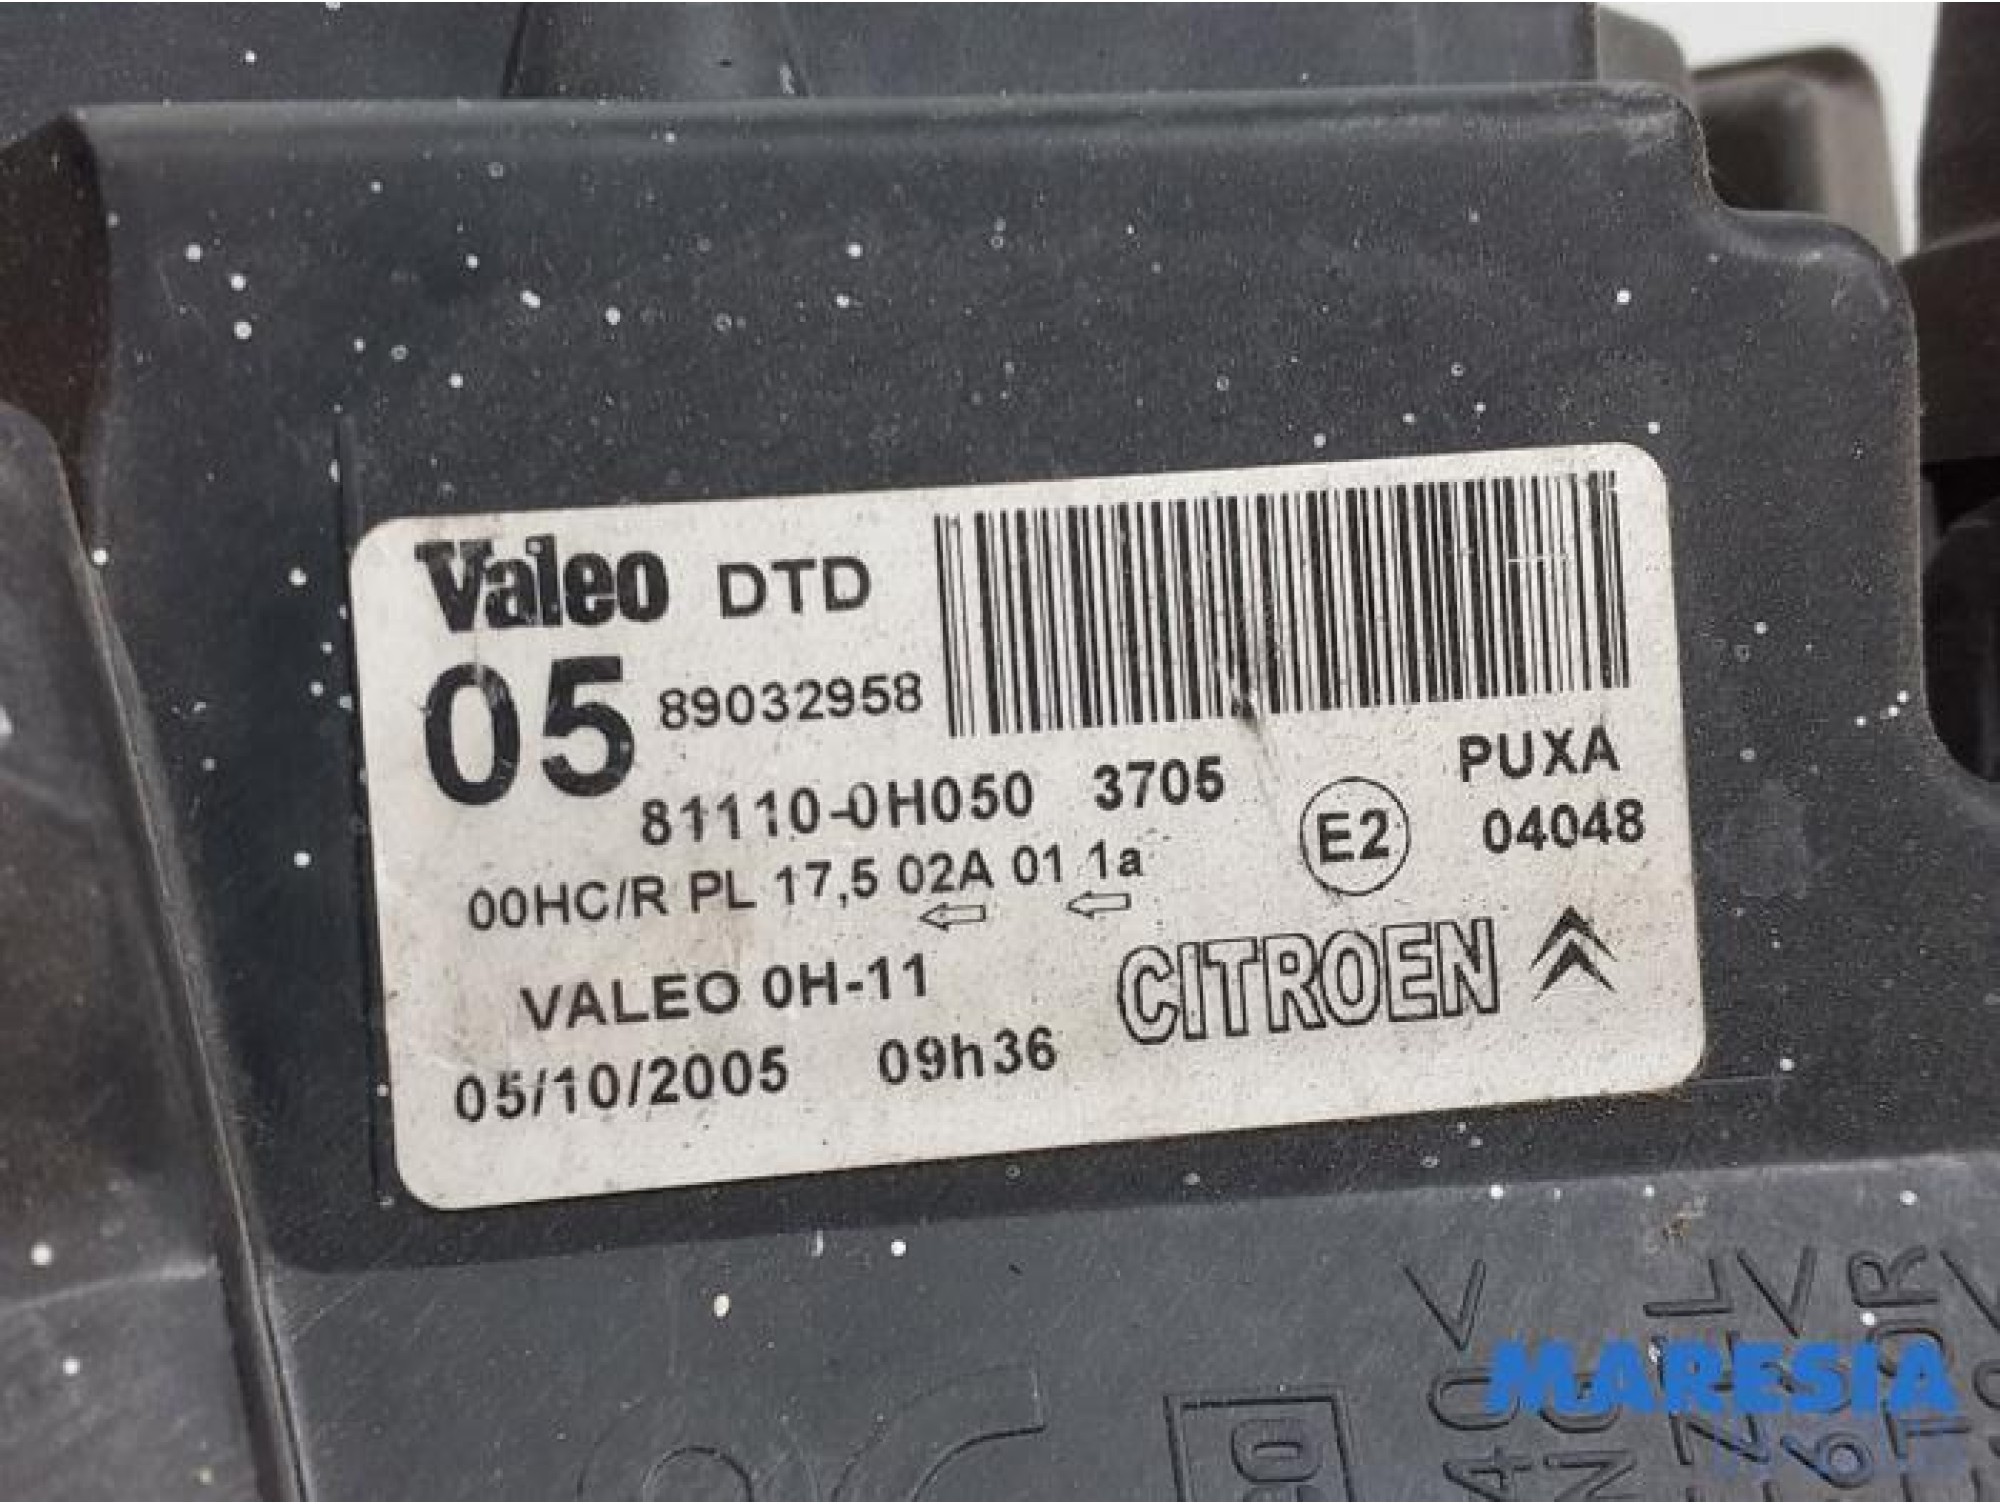 Valeo DTD
05 89032958
81110-0H050 3705
PUXA
00HC/R PL 17,5 02A 01 1a
E2
04048
VALEO 0H-11
CITROEN
05/10/2005 09h36
MARESIA